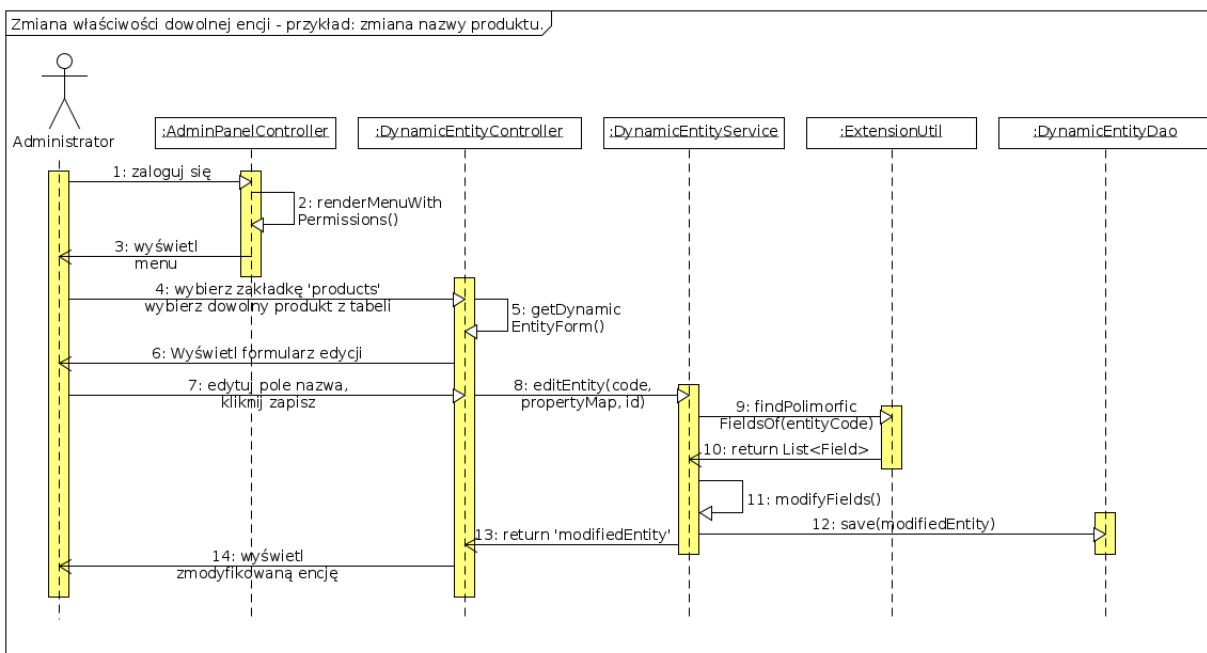 Zmiana właściwości dowolnej encji - przykład: zmiana nazwy produktu.
Administrator
:AdminPanelController
:DynamicEntityController
:DynamicEntityService
:ExtensionUtil
:DynamicEntityDao
1: zaloguj się
2: renderMenuWith
Permissions()
3: wyświetl
menu
4: wybierz zakładkę 'products'
wybierz dowolny produkt z tabeli
5: getDynamic
EntityForm()
6: Wyświetl formularz edycji
7: edytuj pole nazwa,
kliknij zapisz
8: editEntity(code,
propertyMap, id)
9: findPolimorfic
FieldsOf(entityCode)
10: return List<Field>
11: modifyFields()
12: save(modifiedEntity)
13: return 'modifiedEntity'
14: wyświetl
zmodyfikowaną encję